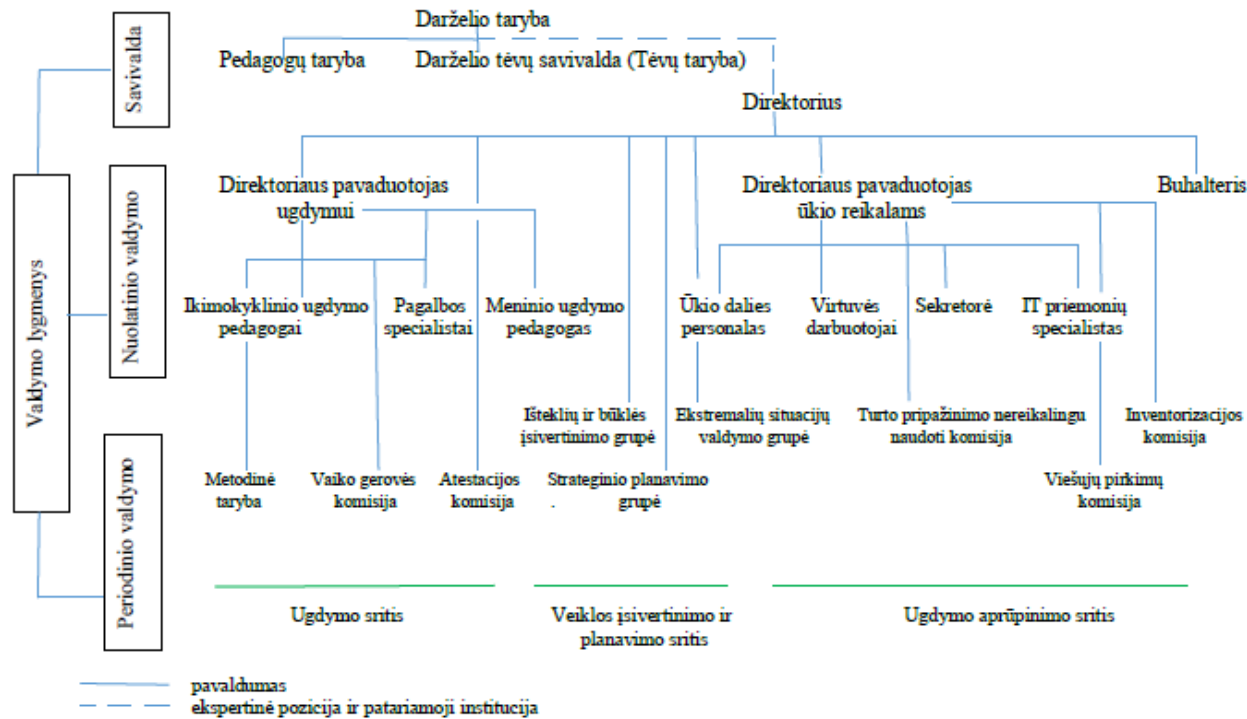 Darželio taryba
Pedagogų taryba
Darželio tėvų savivalda (Tėvų taryba)
Savivalda
Direktorius
Valdymo lygmenys
Nuolatinio valdymo
Direktoriaus pavaduotojas
ugdymui
Direktoriaus pavaduotojas
ūkio reikalams
Buhalteris
Ikimokyklinio ugdymo
pedagogai
Pagalbos
specialistai
Meninio ugdymo
pedagogas
Ūkio dalies
personalas
Virtuvės
darbuotojai
Sekretorė
IT priemonių
specialistas
Periodinio valdymo
Išteklių ir būklės
įsivertinimo grupė
Ekstremalių situacijų
valdymo grupė
Turto pripažinimo nereikalingu
naudoti komisija
Inventorizacijos
komisija
Metodinė
taryba
Vaiko gerovės
komisija
Atestacijos
komisija
Strateginio planavimo
. grupė
Viešųjų pirkimų
komisija
Ugdymo sritis
Veiklos įsivertinimo ir
planavimo sritis
Ugdymo aprūpinimo sritis
pavaldumas
ekspertinė pozicija ir patariamoji institucija